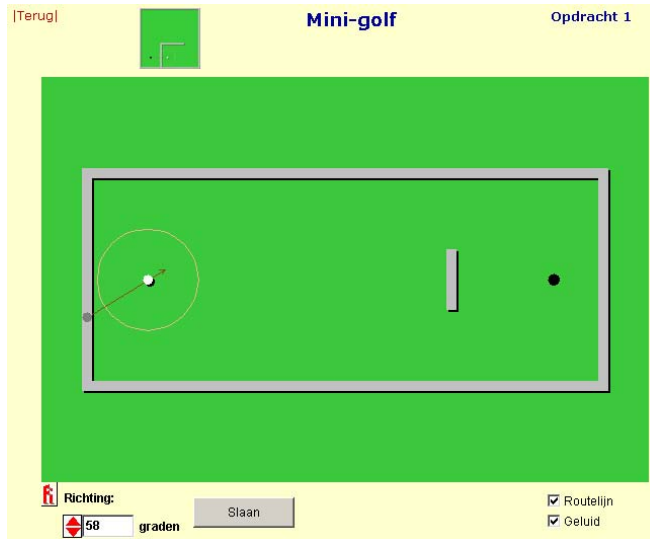 |Terug|
Mini-golf
Opdracht 1
Richting:
58 graden
Slaan
Routelijn
Geluid